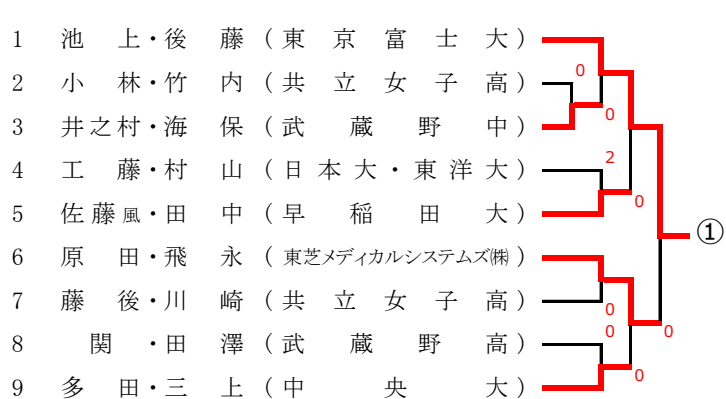 1 池上・後藤（東京富士大）
0
2 小林・竹内（共立女子高）
0
3 井之村・海保（武蔵野中）
2
4 工藤・村山（日本大・東洋大）
0
5 佐藤風・田中（早稲田大）
①
6 原田・飛永（東芝メディカルシステムズ㈱）
7 藤後・川崎（共立女子高）
0
0 0
8 関・田澤（武蔵野高）
0
9 多田・三上（中央大）